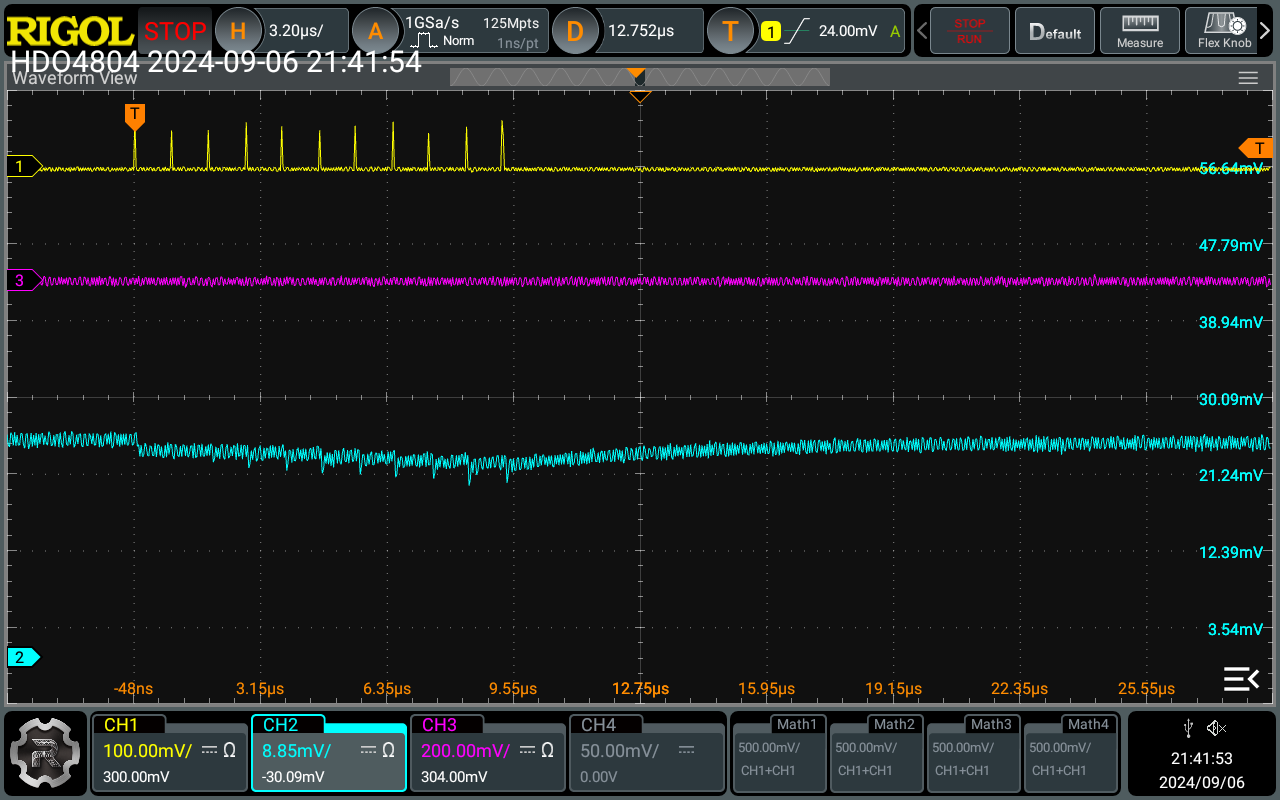 RIGOL STOP H 3.20µs/ A 1GSa/s Norm 125Mpts 1ns/pt D 12.752µs T 1 24.00mV A STOP RUN Default Measure Flex Knob
HDO4804 2024-09-06 21:41:54
Waveform View
T
1
T
56.64mV
47.79mV
3
38.94mV
30.09mV
21.24mV
12.39mV
3.54mV
2
-48ns 3.15µs 6.35µs 9.55µs 12.75µs 15.95µs 19.15µs 22.35µs 25.55µs
CH1 CH2 CH3 CH4 Math1 Math2 Math3 Math4
100.00mV/ Ω 8.85mV/ Ω 200.00mV/ Ω 50.00mV/ 500.00mV/ 500.00mV/ 500.00mV/ 500.00mV/
300.00mV -30.09mV 304.00mV 0.00V CH1+CH1 CH1+CH1 CH1+CH1 CH1+CH1
R
21:41:53
2024/09/06